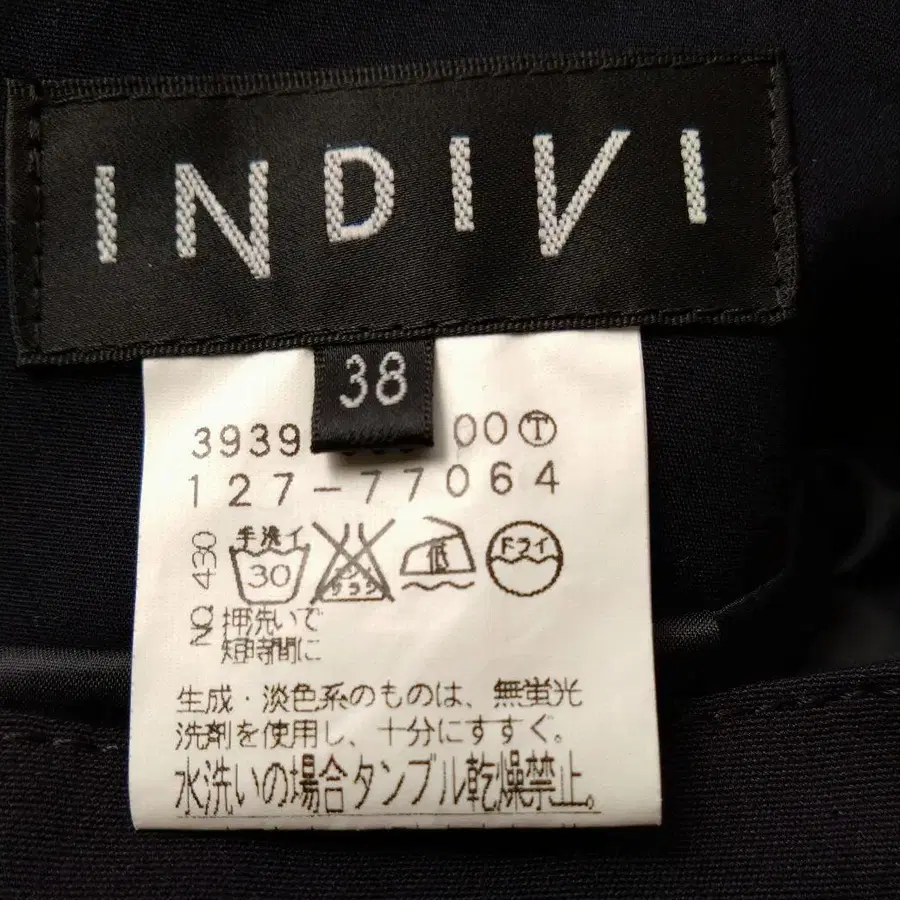 INDIVI
38
3939 00Ⓣ
127-77064
NO. 430
手洗イ
30
低
ドライ
押洗いで
短時間に
生成・淡色系のものは、無蛍光
洗剤を使用し、十分にすすぐ。
水洗いの場合タンブル乾燥禁止。